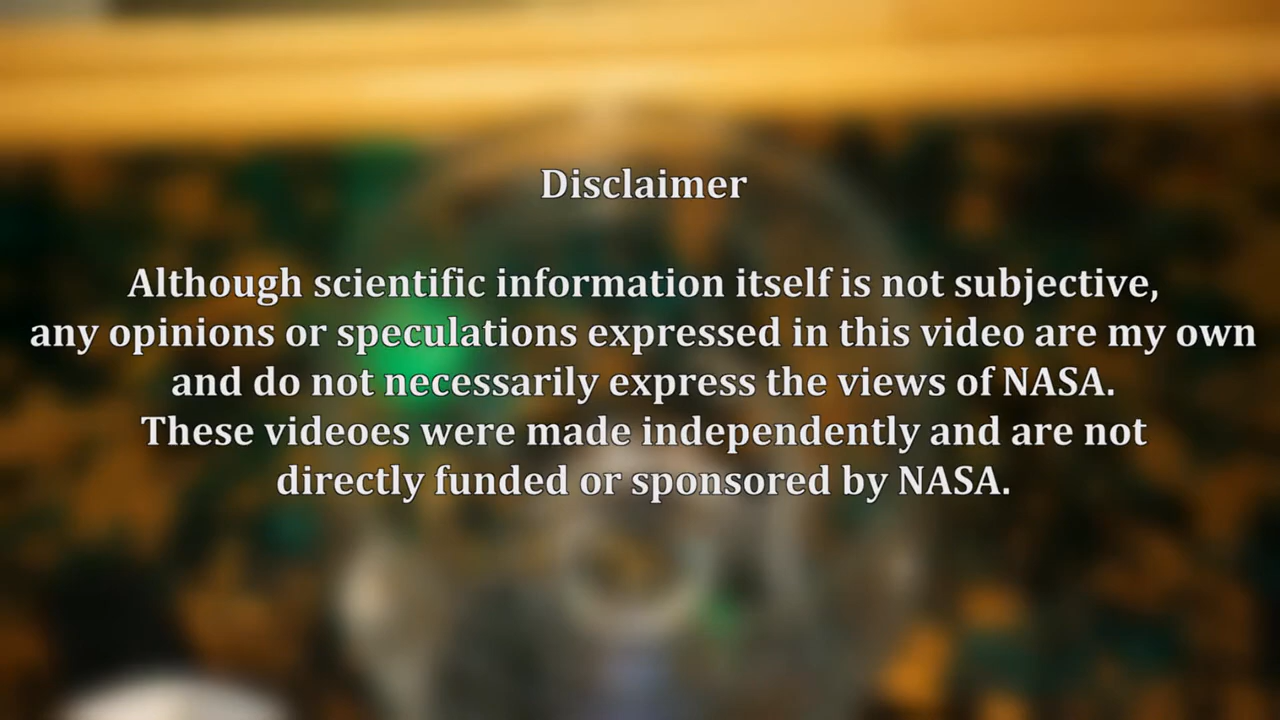 Disclaimer
Although scientific information itself is not subjective,
any opinions or speculations expressed in this video are my own
and do not necessarily express the views of NASA.
These videoes were made independently and are not
directly funded or sponsored by NASA.